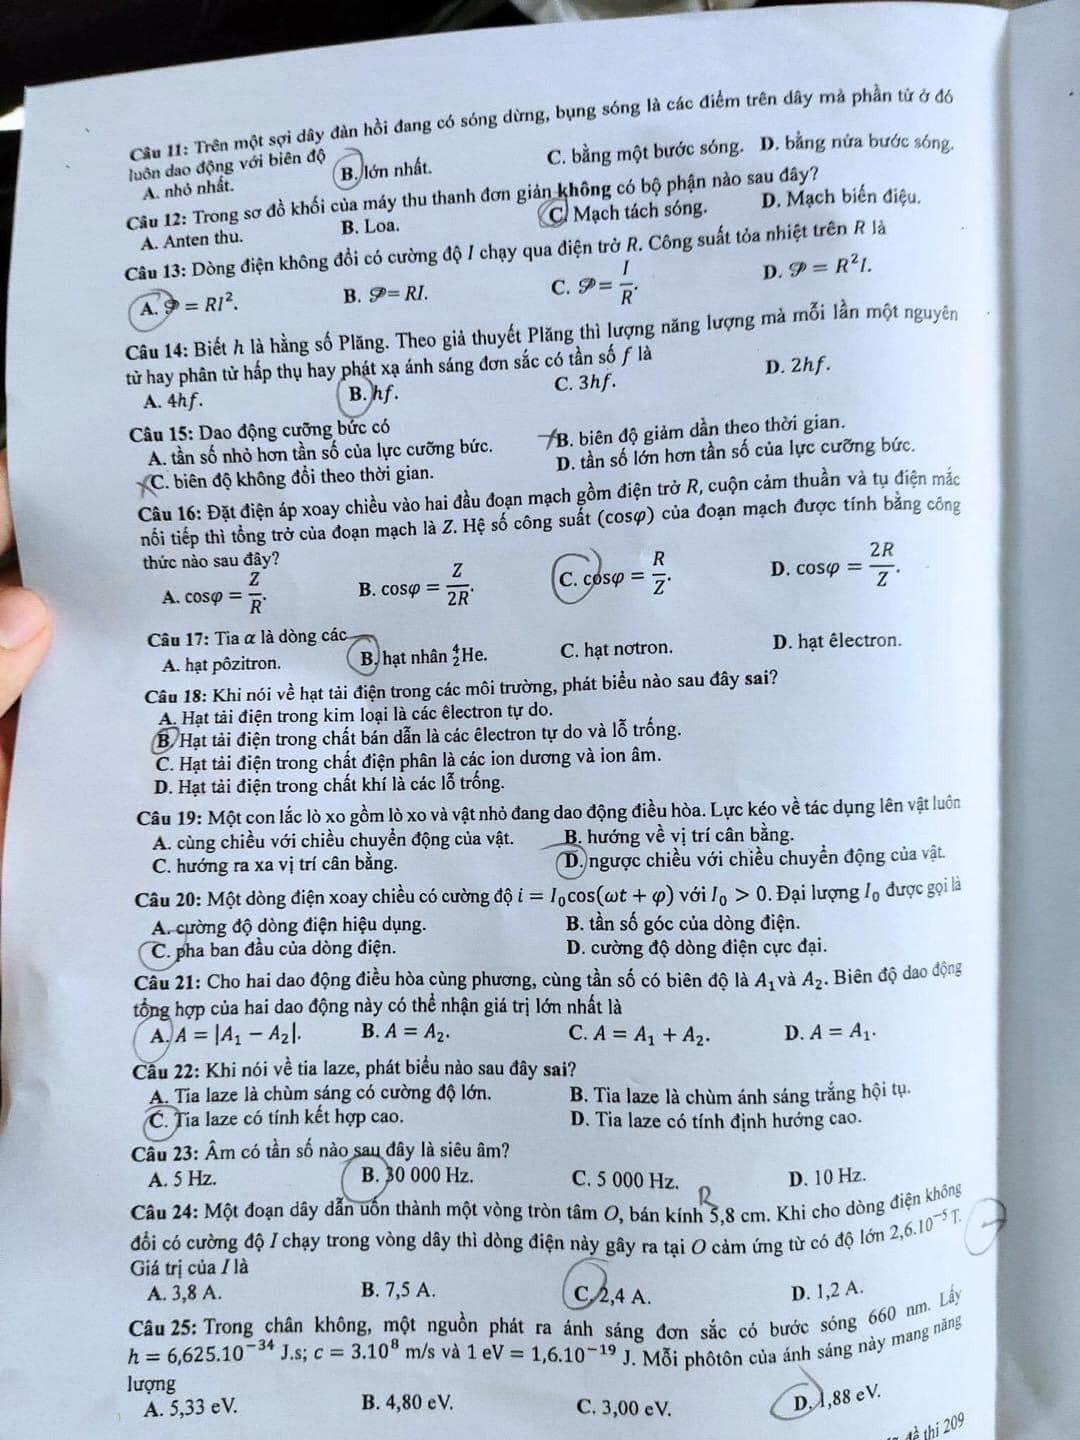 Câu 11: Trên một sợi dây đàn hồi đang có sóng dừng, bụng sóng là các điểm trên dây mà phần tử ở đó
luôn dao động với biên độ
A. nhỏ nhất. B. lớn nhất. C. bằng một bước sóng. D. bằng nửa bước sóng.
Câu 12: Trong sơ đồ khối của máy thu thanh đơn giản không có bộ phận nào sau đây?
A. Anten thu. B. Loa. C. Mạch tách sóng. D. Mạch biến điệu.
Câu 13: Dòng điện không đổi có cường độ I chạy qua điện trở R. Công suất tỏa nhiệt trên R là
A. 𝒫 = RI². B. 𝒫 = RI. C. 𝒫 = I/R. D. 𝒫 = R²I.
Câu 14: Biết h là hằng số Plăng. Theo giả thuyết Plăng thì lượng năng lượng mà mỗi lần một nguyên
tử hay phân tử hấp thụ hay phát xạ ánh sáng đơn sắc có tần số f là
A. 4hf. B. hf. C. 3hf. D. 2hf.
Câu 15: Dao động cưỡng bức có
A. tần số nhỏ hơn tần số của lực cưỡng bức. B. biên độ giảm dần theo thời gian.
C. biên độ không đổi theo thời gian. D. tần số lớn hơn tần số của lực cưỡng bức.
Câu 16: Đặt điện áp xoay chiều vào hai đầu đoạn mạch gồm điện trở R, cuộn cảm thuần và tụ điện mắc
nối tiếp thì tổng trở của đoạn mạch là Z. Hệ số công suất (cosφ) của đoạn mạch được tính bằng công
thức nào sau đây?
A. cosφ = Z/R. B. cosφ = Z/2R. C. cosφ = R/Z. D. cosφ = 2R/Z.
Câu 17: Tia α là dòng các
A. hạt pôzitron. B. hạt nhân ⁴₂He. C. hạt nơtron. D. hạt êlectron.
Câu 18: Khi nói về hạt tải điện trong các môi trường, phát biểu nào sau đây sai?
A. Hạt tải điện trong kim loại là các êlectron tự do.
B. Hạt tải điện trong chất bán dẫn là các êlectron tự do và lỗ trống.
C. Hạt tải điện trong chất điện phân là các ion dương và ion âm.
D. Hạt tải điện trong chất khí là các lỗ trống.
Câu 19: Một con lắc lò xo gồm lò xo và vật nhỏ đang dao động điều hòa. Lực kéo về tác dụng lên vật luôn
A. cùng chiều với chiều chuyển động của vật. B. hướng về vị trí cân bằng.
C. hướng ra xa vị trí cân bằng. D. ngược chiều với chiều chuyển động của vật.
Câu 20: Một dòng điện xoay chiều có cường độ i = I₀cos(ωt + φ) với I₀ > 0. Đại lượng I₀ được gọi là
A. cường độ dòng điện hiệu dụng. B. tần số góc của dòng điện.
C. pha ban đầu của dòng điện. D. cường độ dòng điện cực đại.
Câu 21: Cho hai dao động điều hòa cùng phương, cùng tần số có biên độ là A₁ và A₂. Biên độ dao động
tổng hợp của hai dao động này có thể nhận giá trị lớn nhất là
A. A = |A₁ − A₂|. B. A = A₂. C. A = A₁ + A₂. D. A = A₁.
Câu 22: Khi nói về tia laze, phát biểu nào sau đây sai?
A. Tia laze là chùm sáng có cường độ lớn. B. Tia laze là chùm ánh sáng trắng hội tụ.
C. Tia laze có tính kết hợp cao. D. Tia laze có tính định hướng cao.
Câu 23: Âm có tần số nào sau đây là siêu âm?
A. 5 Hz. B. 30 000 Hz. C. 5 000 Hz. D. 10 Hz.
R
Câu 24: Một đoạn dây dẫn uốn thành một vòng tròn tâm O, bán kính 5,8 cm. Khi cho dòng điện không
đổi có cường độ I chạy trong vòng dây thì dòng điện này gây ra tại O cảm ứng từ có độ lớn 2,6.10⁻⁵ T.
Giá trị của I là
A. 3,8 A. B. 7,5 A. C. 2,4 A. D. 1,2 A.
Câu 25: Trong chân không, một nguồn phát ra ánh sáng đơn sắc có bước sóng 660 nm. Lấy
h = 6,625.10⁻³⁴ J.s; c = 3.10⁸ m/s và 1 eV = 1,6.10⁻¹⁹ J. Mỗi phôtôn của ánh sáng này mang năng
lượng
A. 5,33 eV. B. 4,80 eV. C. 3,00 eV. D. 1,88 eV.
đề thi 209